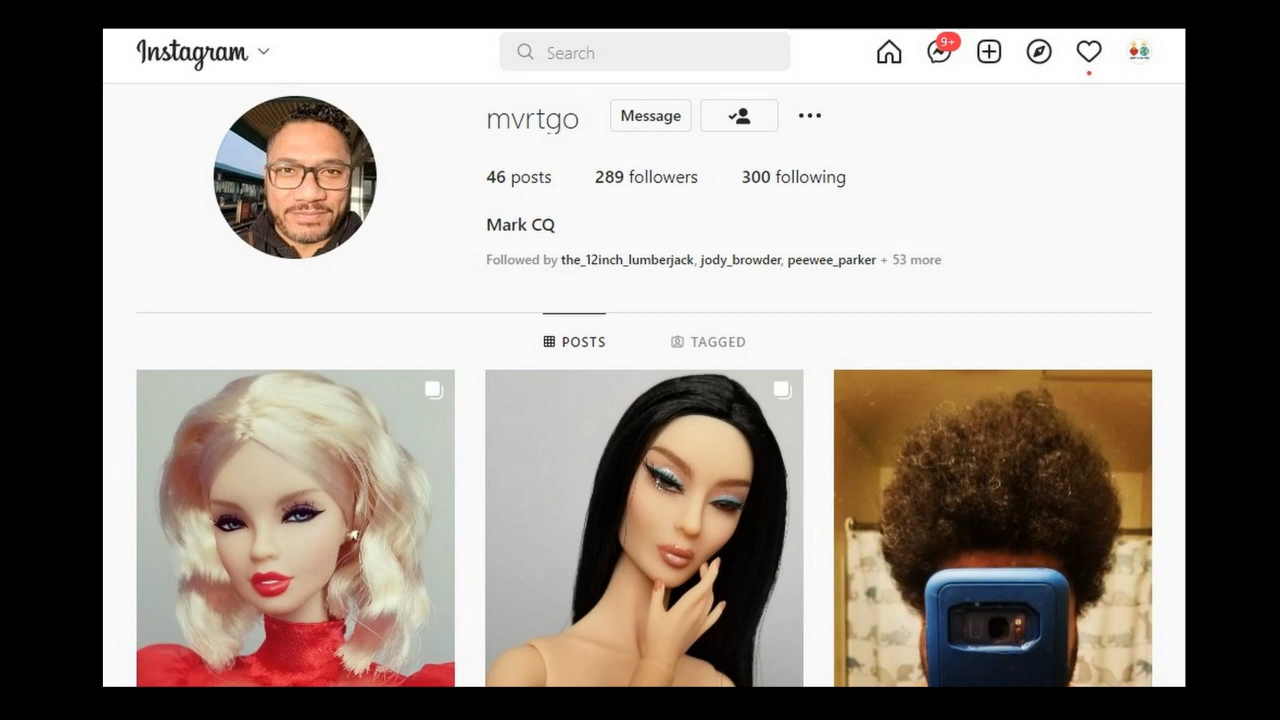 Instagram
Search
9+
mvrtgo
Message
46 posts 289 followers 300 following
Mark CQ
Followed by the_12inch_lumberjack, jody_browder, peewee_parker + 53 more
POSTS TAGGED